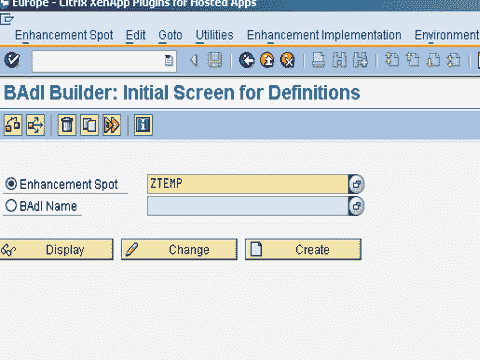 Europe - Citrix XenApp Plugins for Hosted Apps
Enhancement Spot Edit Goto Utilities Enhancement Implementation Environment
BAdI Builder: Initial Screen for Definitions
Enhancement Spot ZTEMP
BAdI Name
Display Change Create